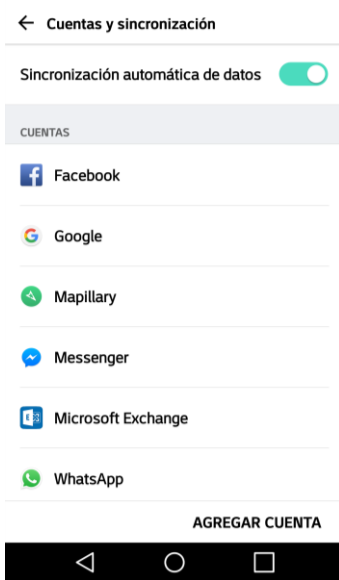 Cuentas y sincronización
Sincronización automática de datos
CUENTAS
Facebook
Google
Mapillary
Messenger
Microsoft Exchange
WhatsApp
AGREGAR CUENTA